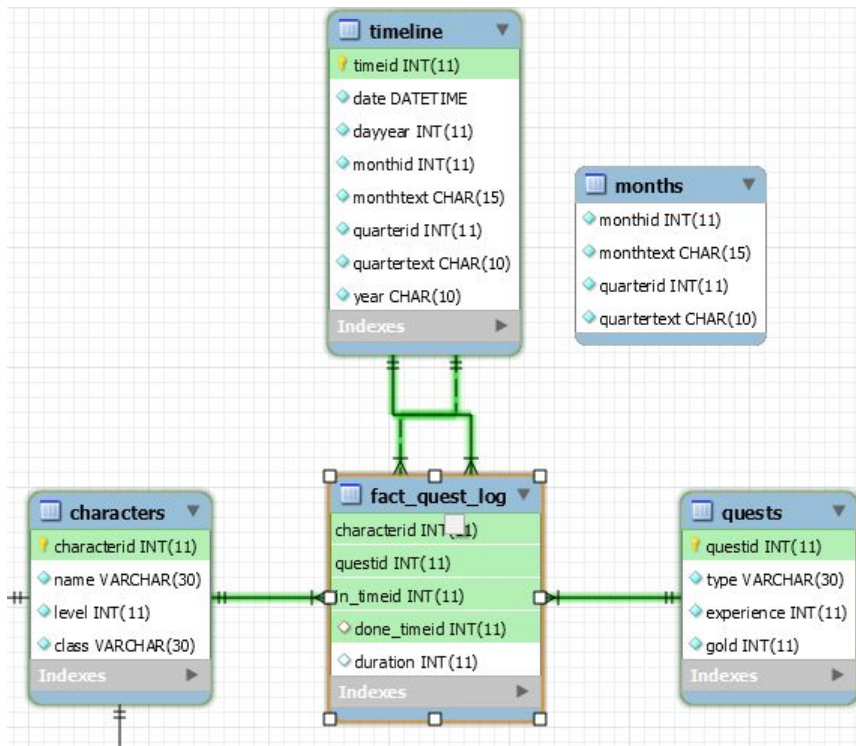 timeline
timeid INT(11)
date DATETIME
dayyear INT(11)
monthid INT(11)
monthtext CHAR(15)
quarterid INT(11)
quartertext CHAR(10)
year CHAR(10)
Indexes
months
monthid INT(11)
monthtext CHAR(15)
quarterid INT(11)
quartertext CHAR(10)
characters
characterid INT(11)
name VARCHAR(30)
level INT(11)
class VARCHAR(30)
Indexes
fact_quest_log
characterid INT(11)
questid INT(11)
in_timeid INT(11)
done_timeid INT(11)
duration INT(11)
Indexes
quests
questid INT(11)
type VARCHAR(30)
experience INT(11)
gold INT(11)
Indexes